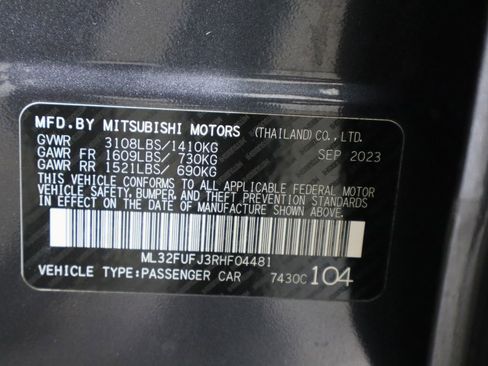 MFD.BY MITSUBISHI MOTORS (THAILAND)CO.,LTD.
GVWR 3108LBS/1410KG SEP 2023
GAWR FR 1609LBS/ 730KG
GAWR RR 1521LBS/ 690KG
THIS VEHICLE CONFORMS TO ALL APPLICABLE FEDERAL MOTOR
VEHICLE SAFETY, BUMPER, AND THEFT PREVENTION STANDARDS
IN EFFECT ON THE DATE OF MANUFACTURE SHOWN ABOVE.
ML32FUFJ3RHF04481
VEHICLE TYPE:PASSENGER CAR 7430C 104